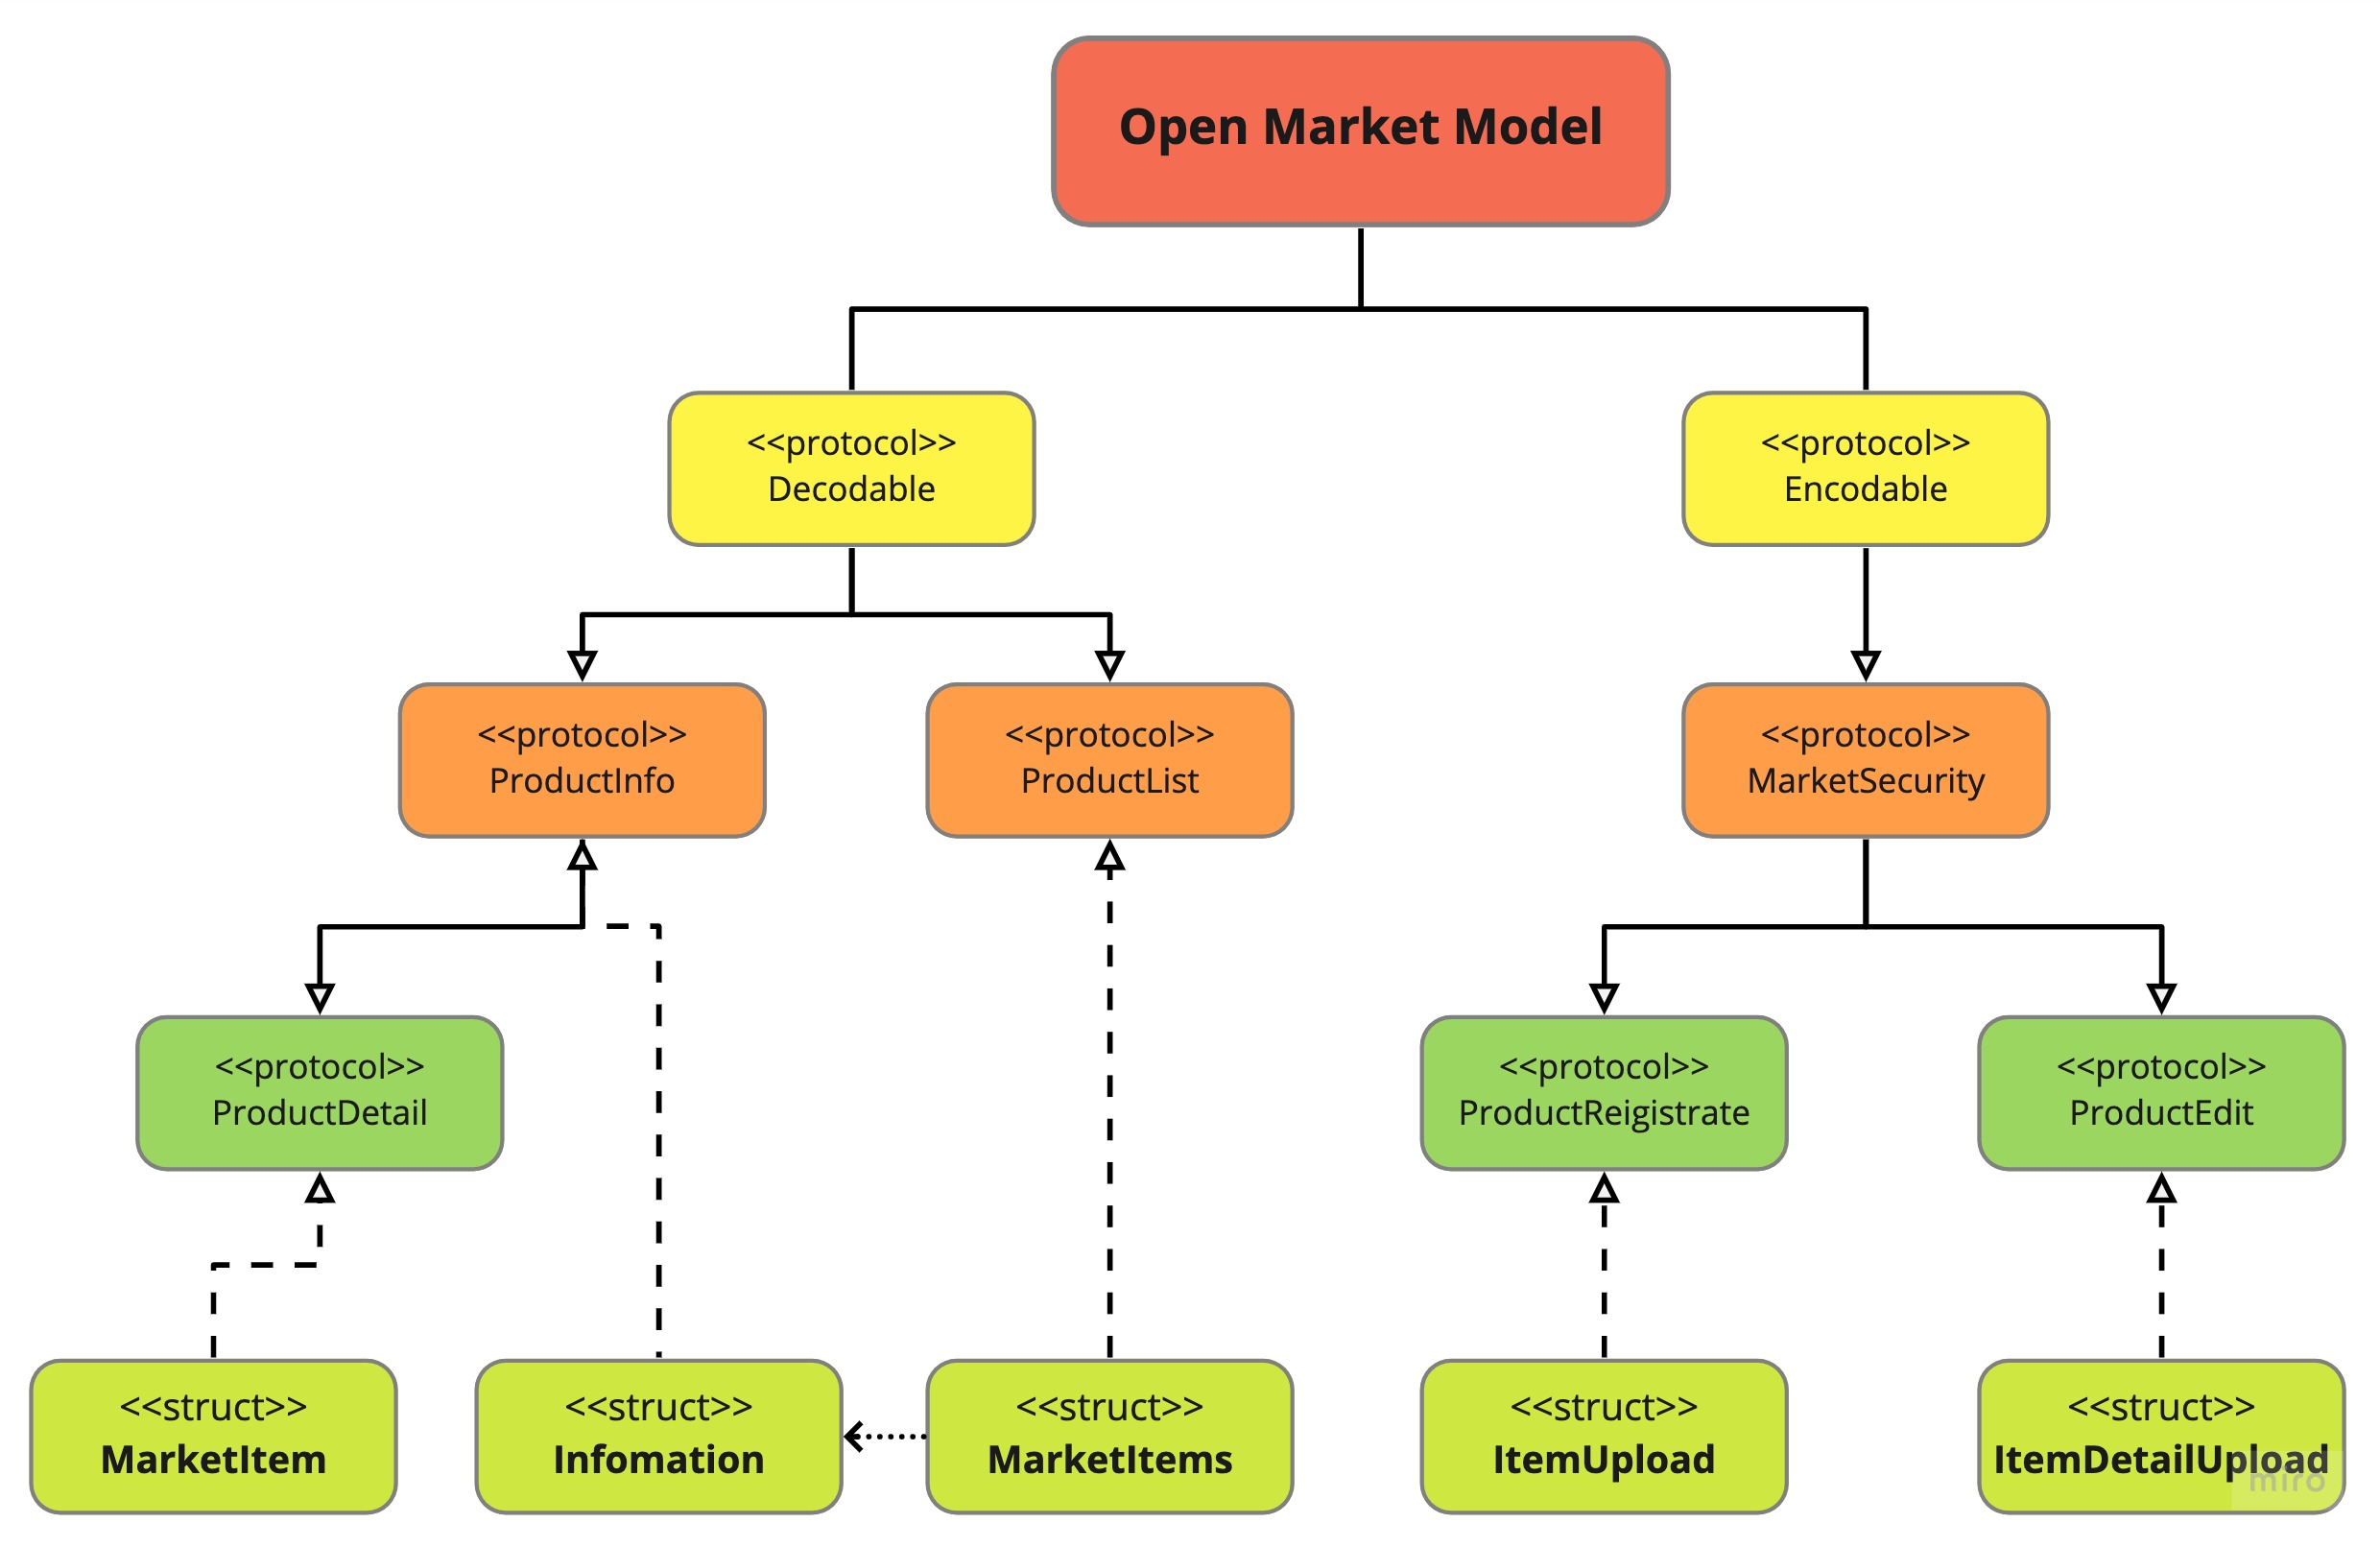 Open Market Model
<<protocol>>
Decodable
<<protocol>>
Encodable
<<protocol>>
ProductInfo
<<protocol>>
ProductList
<<protocol>>
MarketSecurity
<<protocol>>
ProductDetail
<<protocol>>
ProductReigistrate
<<protocol>>
ProductEdit
<<struct>>
MarketItem
<<struct>>
Infomation
<<struct>>
MarketItems
<<struct>>
ItemUpload
<<struct>>
ItemDetailUpload
miro